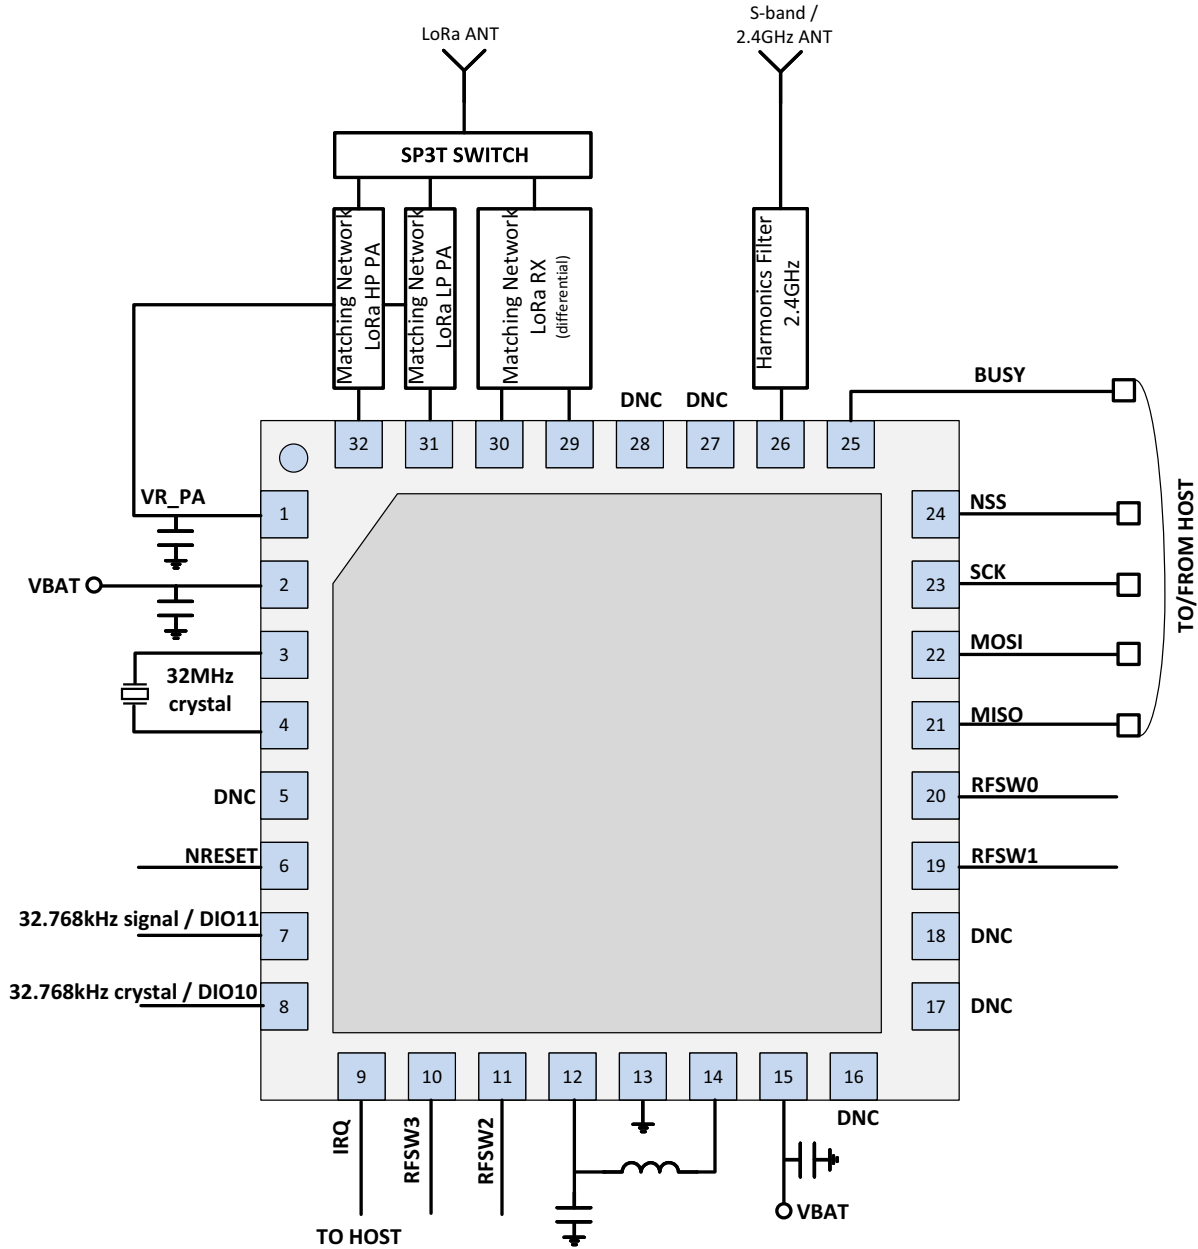 LoRa ANT
S-band /
2.4GHz ANT
SP3T SWITCH
Matching Network
LoRa HP PA
Matching Network
LoRa LP PA
Matching Network
LoRa RX
(differential)
Harmonics Filter
2.4GHz
BUSY
DNC
DNC
32
31
30
29
28
27
26
25
VR_PA
1
VBAT
2
3
32MHz
crystal
4
DNC
5
NRESET
6
32.768kHz signal / DIO11
7
32.768kHz crystal / DIO10
8
24
NSS
23
SCK
22
MOSI
21
MISO
20
RFSW0
19
RFSW1
18
DNC
17
DNC
TO/FROM HOST
9
10
11
12
13
14
15
16
IRQ
RFSW3
RFSW2
DNC
VBAT
TO HOST